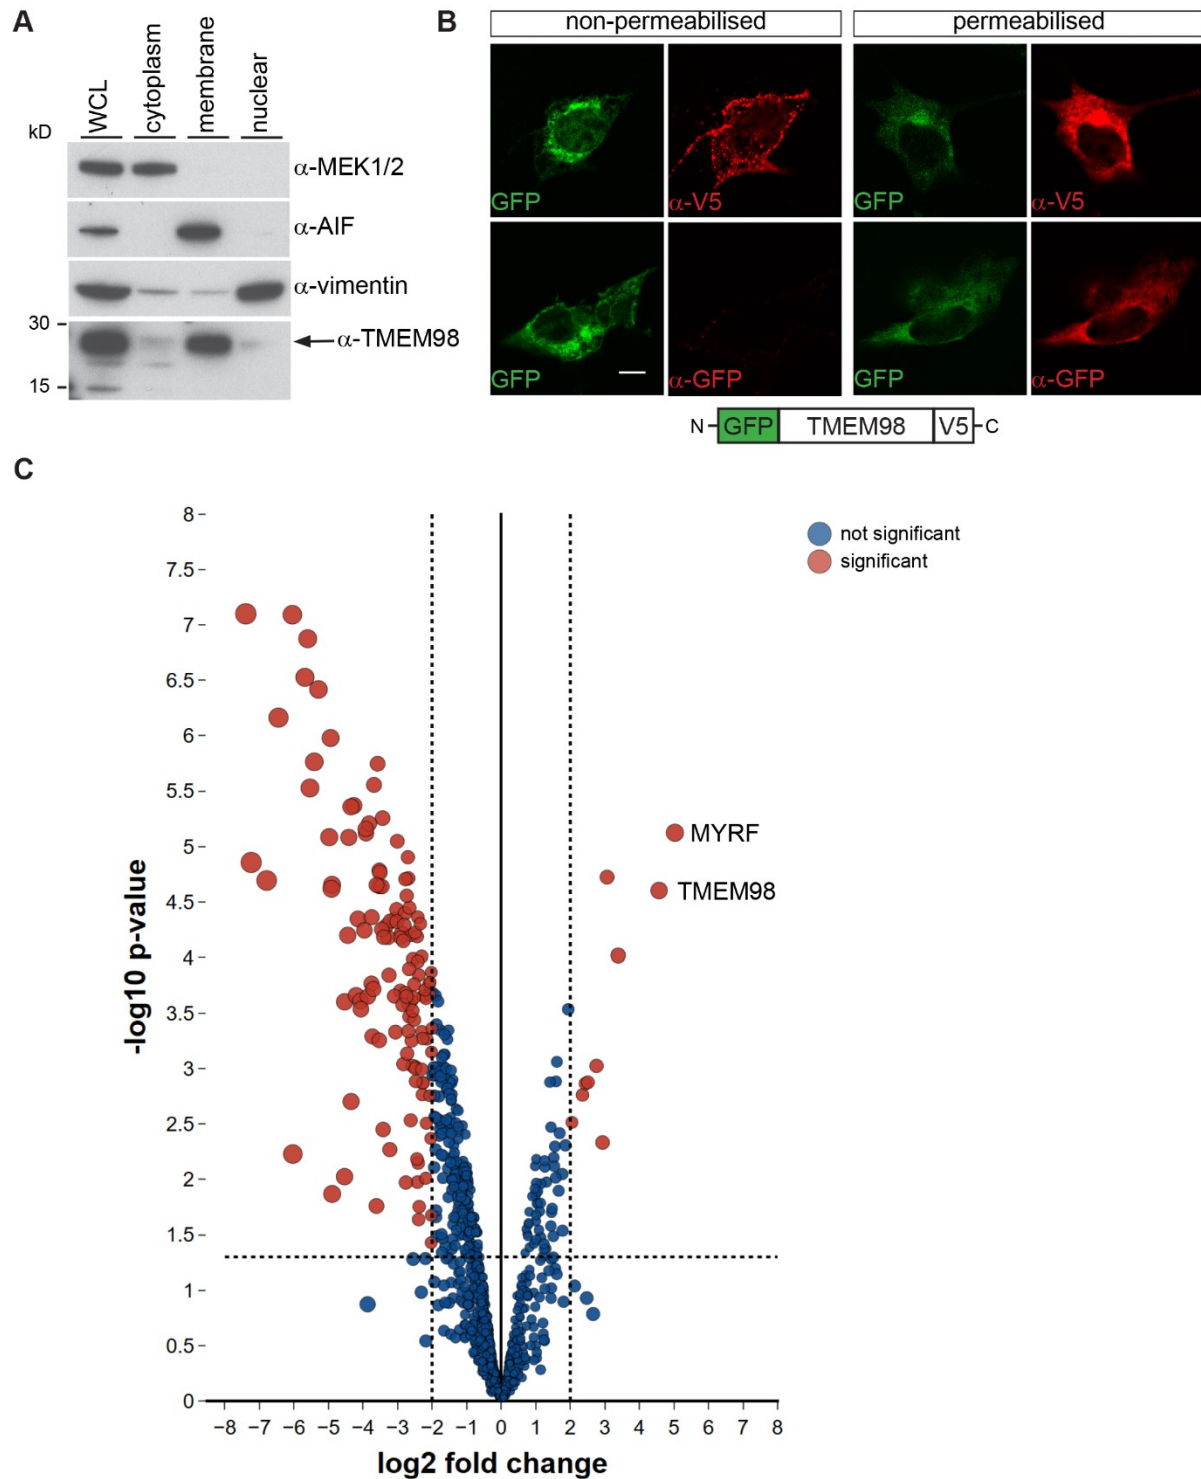 A
WCL
cytoplasm
membrane
nuclear
kD
α-MEK1/2
α-AIF
α-vimentin
30
α-TMEM98
15
B
non-permeabilised
permeabilised
GFP
α-V5
GFP
α-V5
GFP
α-GFP
GFP
α-GFP
N GFP TMEM98 V5 C
C
8
7.5
7
6.5
6
5.5
5
4.5
4
3.5
3
2.5
2
1.5
1
0.5
0
-log10 p-value
not significant
significant
MYRF
TMEM98
−8 −7 −6 −5 −4 −3 −2 −1 0 1 2 3 4 5 6 7 8
log2 fold change